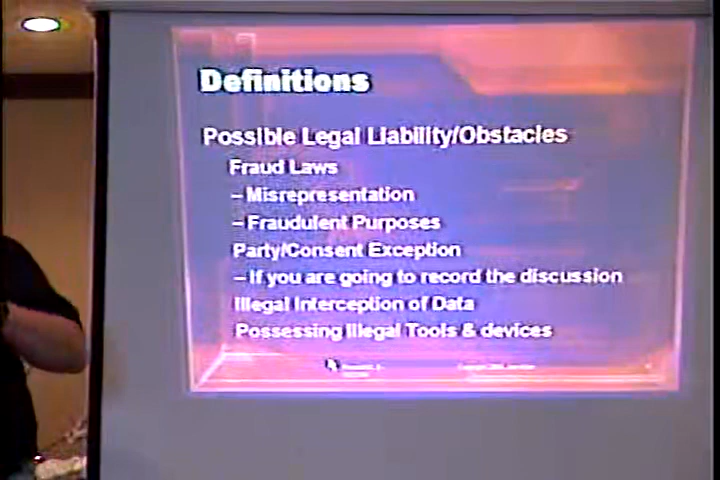 Definitions
Possible Legal Liability/Obstacles
Fraud Laws
– Misrepresentation
– Fraudulent Purposes
Party/Consent Exception
– If you are going to record the discussion
Illegal Interception of Data
Possessing Illegal Tools & devices